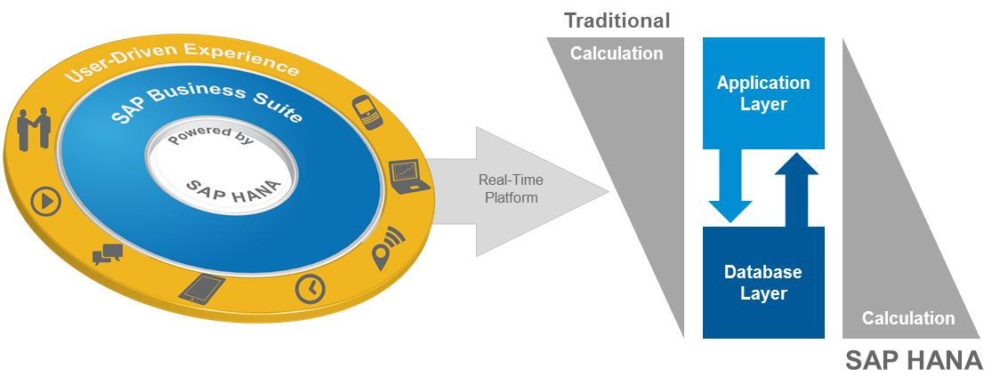 User-Driven Experience
SAP Business Suite
Powered by
SAP HANA
Real-Time
Platform
Traditional
Calculation
Application
Layer
Database
Layer
Calculation
SAP HANA